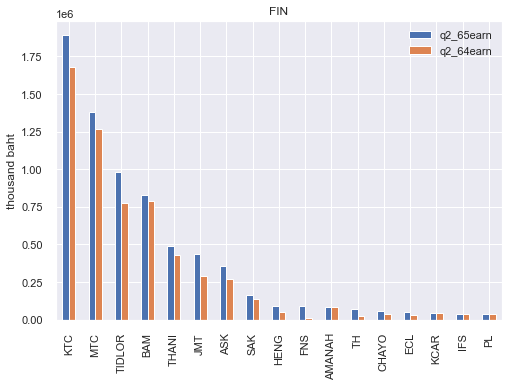 FIN
1e6
q2_65earn
q2_64earn
thousand baht
1.75
1.50
1.25
1.00
0.75
0.50
0.25
0.00
KTC
MTC
TIDLOR
BAM
THANI
JMT
ASK
SAK
HENG
FNS
AMANAH
TH
CHAYO
ECL
KCAR
IFS
PL